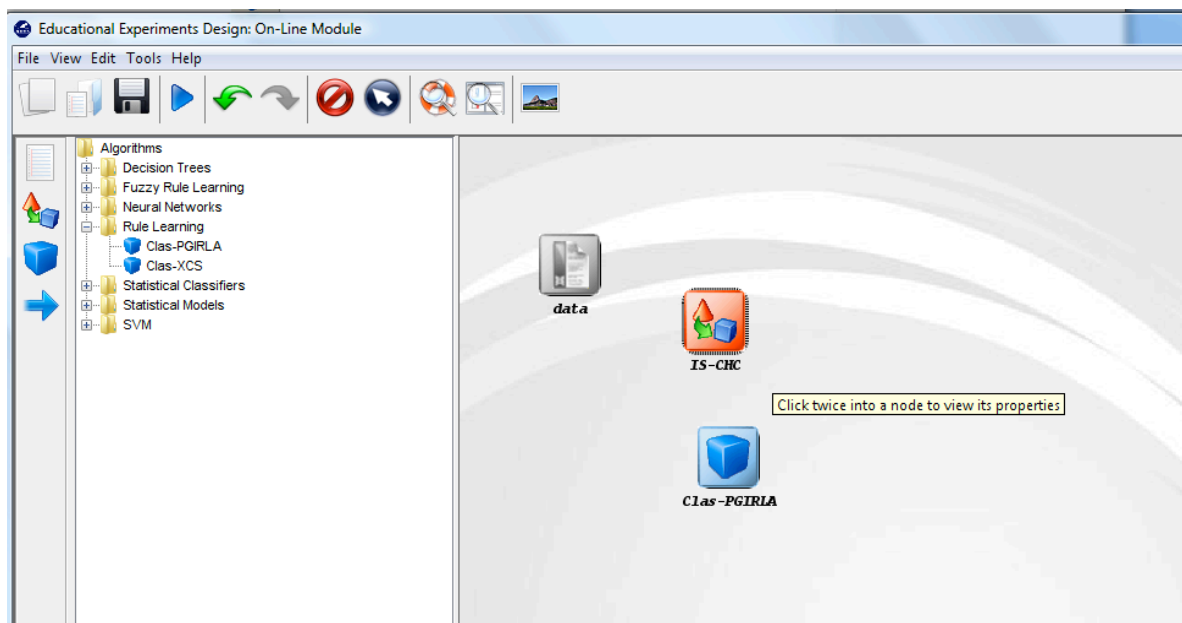 Educational Experiments Design: On-Line Module
File View Edit Tools Help
Algorithms
Decision Trees
Fuzzy Rule Learning
Neural Networks
Rule Learning
Clas-PGIRLA
Clas-XCS
Statistical Classifiers
Statistical Models
SVM
data
IS-CHC
Click twice into a node to view its properties
Clas-PGIRLA